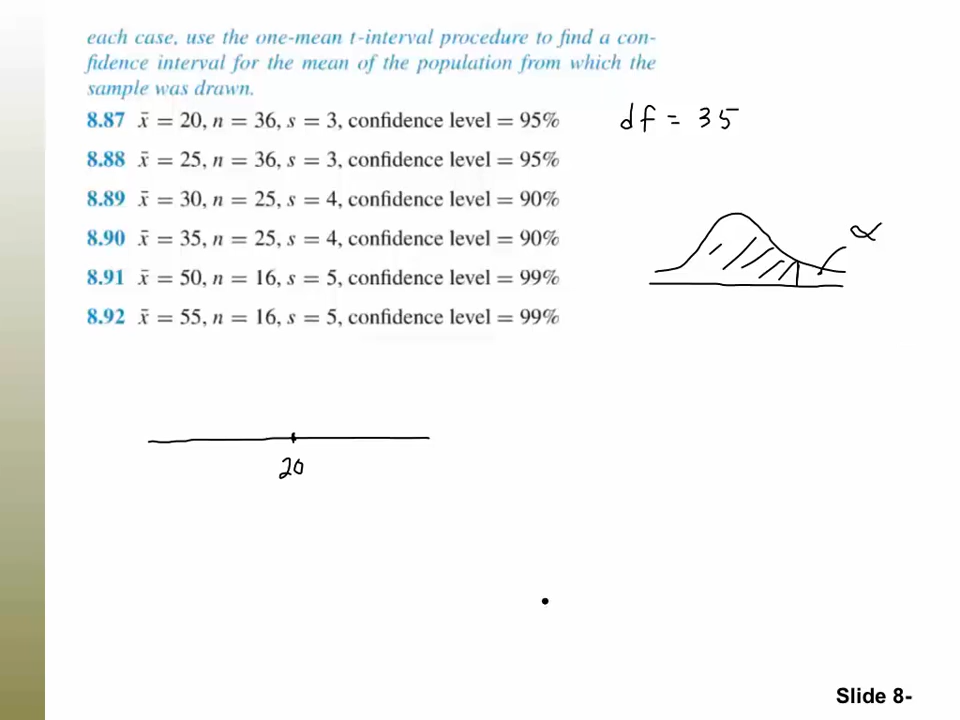 each case, use the one-mean t-interval procedure to find a con-
fidence interval for the mean of the population from which the
sample was drawn.
8.87 x̄ = 20, n = 36, s = 3, confidence level = 95%
df = 35
8.88 x̄ = 25, n = 36, s = 3, confidence level = 95%
8.89 x̄ = 30, n = 25, s = 4, confidence level = 90%
8.90 x̄ = 35, n = 25, s = 4, confidence level = 90%
α
8.91 x̄ = 50, n = 16, s = 5, confidence level = 99%
8.92 x̄ = 55, n = 16, s = 5, confidence level = 99%
20
Slide 8-